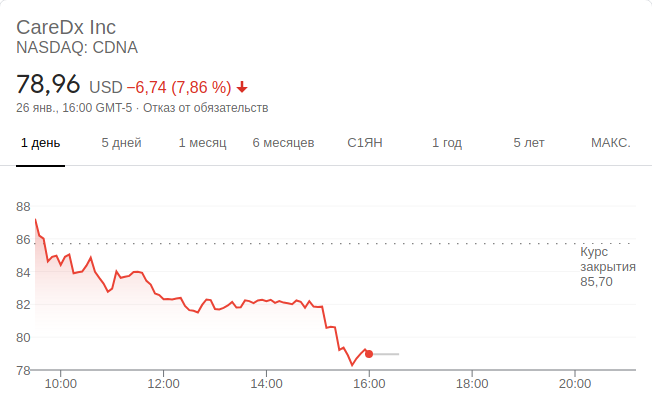 CareDx Inc
NASDAQ: CDNA
78,96 USD −6,74 (7,86 %)
26 янв., 16:00 GMT-5 · Отказ от обязательств
1 день 5 дней 1 месяц 6 месяцев С1ЯН 1 год 5 лет МАКС.
88
86
Курс
закрытия
85,70
84
82
80
78
10:00 12:00 14:00 16:00 18:00 20:00